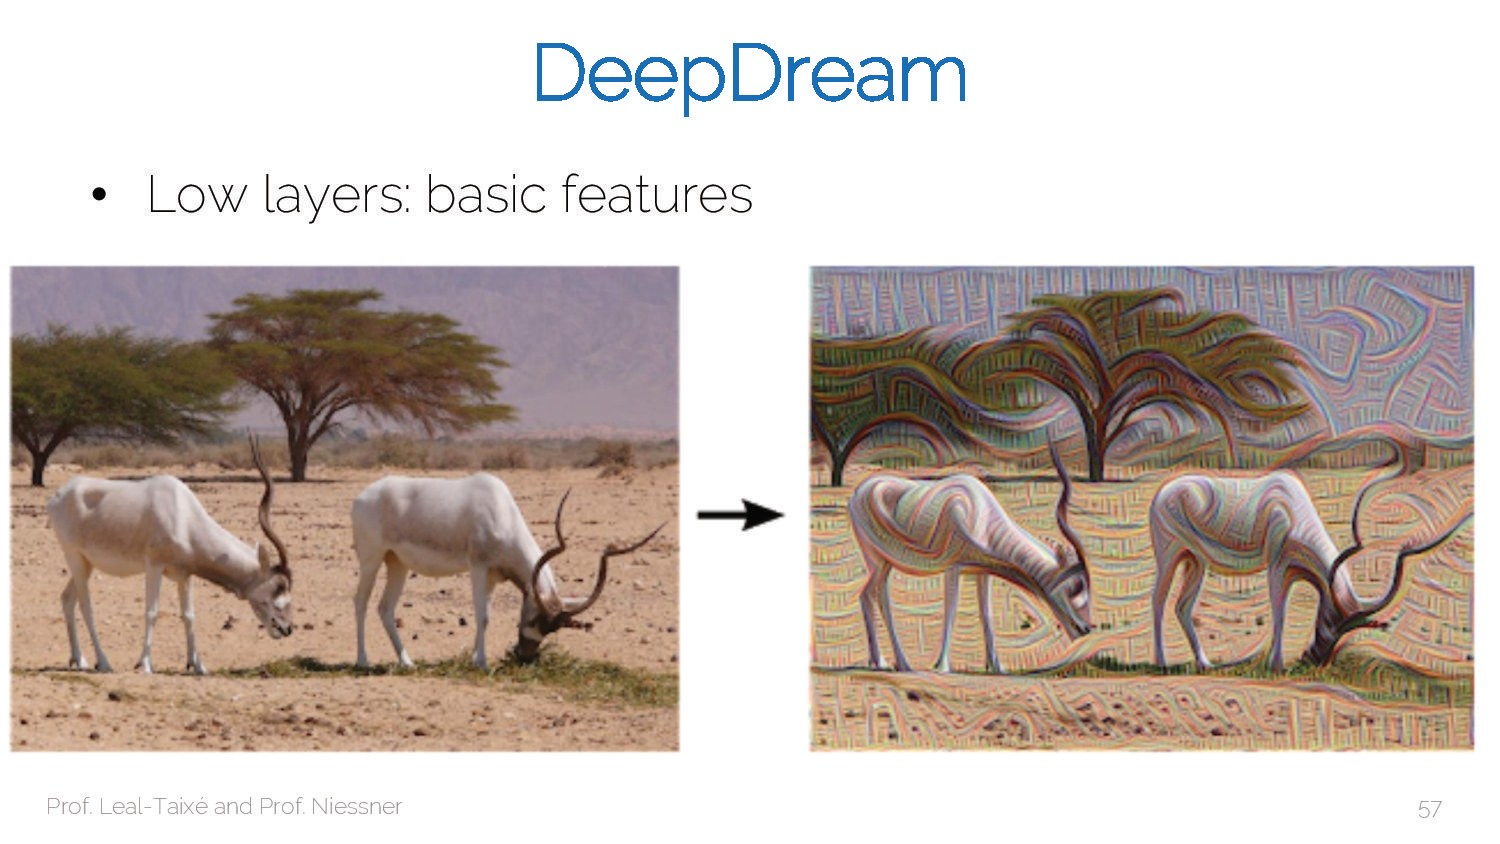 DeepDream
• Low layers: basic features
Prof. Leal-Taixé and Prof. Niessner
57